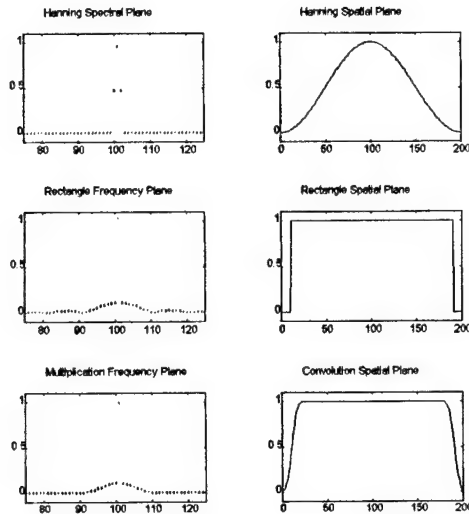 Hanning Spectral Plane
Hanning Spatial Plane
1
0 5
0
80 90 100 110 120
1
0.5
0
0 50 100 150 200
Rectangle Frequency Plane
Rectangle Spatial Plane
1
0 5
0
80 90 100 110 120
1
0 5
0
0 50 100 150 200
Multiplication Frequency Plane
Convolution Spatial Plane
1
0 5
0
80 90 100 110 120
1
0 5
0
0 50 100 150 200